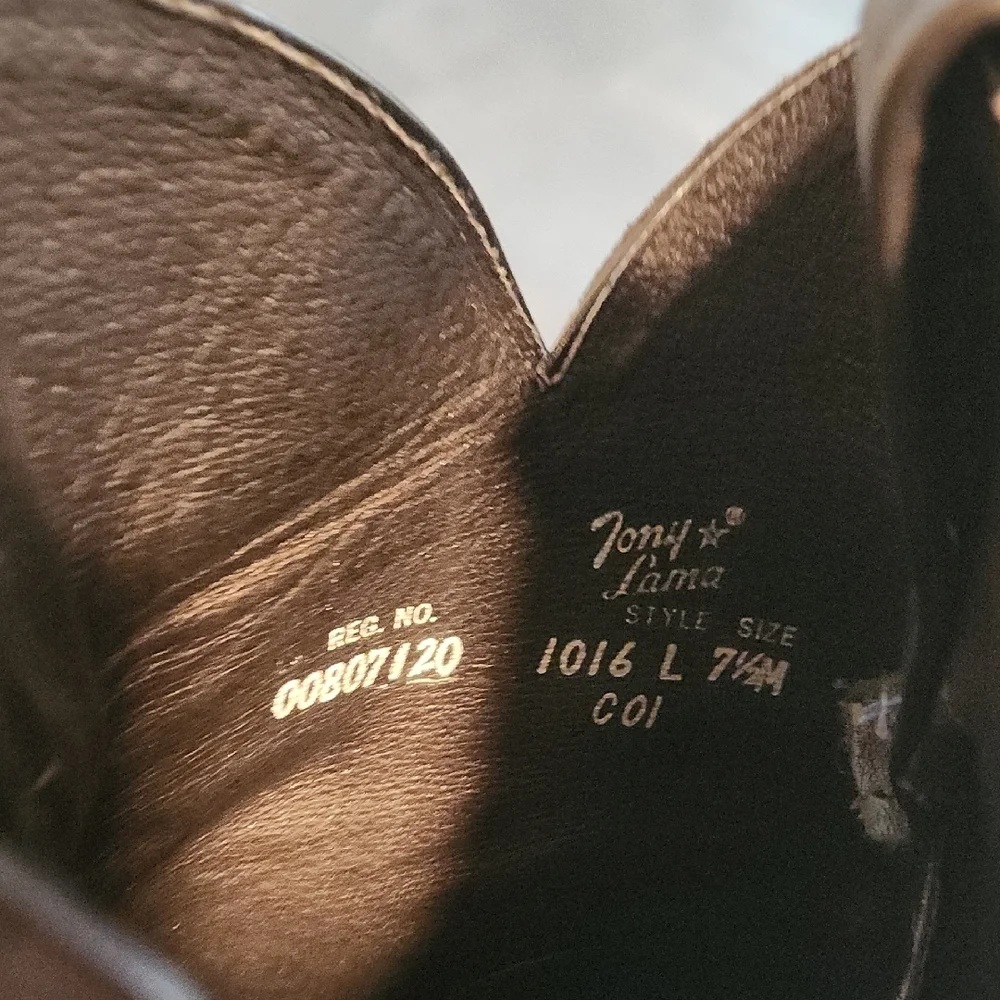 REG. NO.
00807120
Tony ☆®
Lama
STYLE SIZE
1016 L 7½M
C01